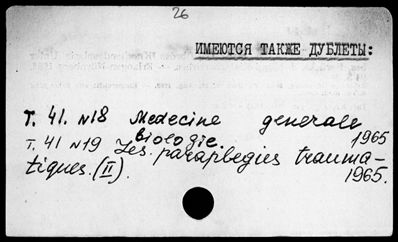 26
ИМЕЮТСЯ ТАКЖЕ ДУБЛЕТЫ:
T. 41. N18 Medecine generale
biologie. 1965
T. 41 N19 Les paraplegies trauma-
tiques. (II). 1965.